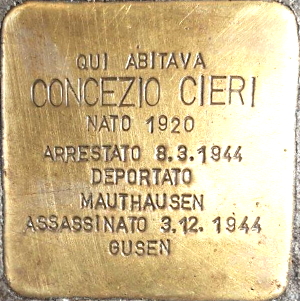 QUI ABITAVA
CONCEZIO CIERI
NATO 1920
ARRESTATO 8.3.1944
DEPORTATO
MAUTHAUSEN
ASSASSINATO 3.12.1944
GUSEN